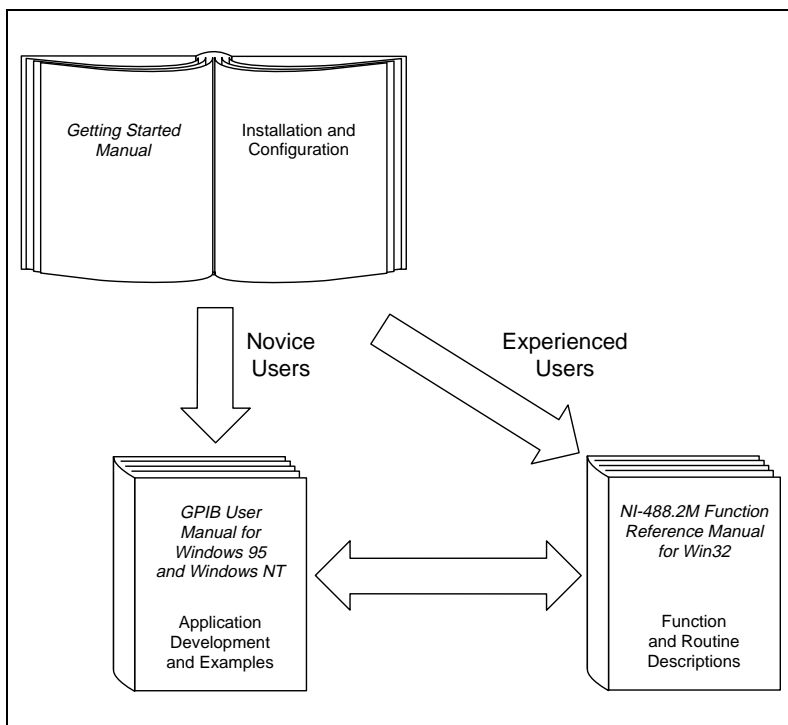 Getting Started
Manual
Installation and
Configuration
Novice
Users
Experienced
Users
GPIB User
Manual for
Windows 95
and Windows NT
Application
Development
and Examples
NI-488.2M Function
Reference Manual
for Win32
Function
and Routine
Descriptions